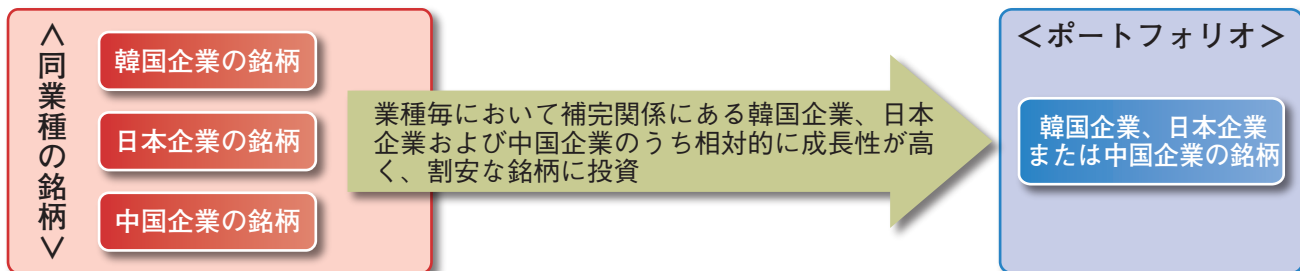 ＜同業種の銘柄＞
韓国企業の銘柄
日本企業の銘柄
中国企業の銘柄
業種毎において補完関係にある韓国企業、日本
企業および中国企業のうち相対的に成長性が高
く、割安な銘柄に投資
＜ポートフォリオ＞
韓国企業、日本企業
または中国企業の銘柄